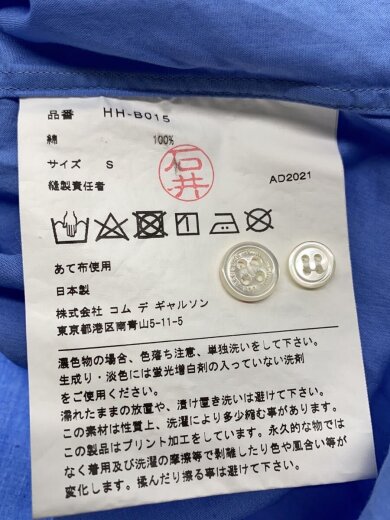 品番 HH-B015
綿 100%
サイズ S
縫製責任者
石井
AD2021
あて布使用
日本製
株式会社 コム デ ギャルソン
東京都港区南青山5-11-5
濃色物の場合、色落ち注意、単独洗いをして下さい。
生成り・淡色には蛍光増白剤の入っていない洗剤
をご使用ください。
濡れたままの放置や、漬け置き洗いは避けて下さい。
この素材は性質上、洗濯により多少縮む事があります。
この製品はプリント加工をしています。永久的な物では
なく着用及び洗濯の摩擦等で剥離したり色や風合い等が
変化します。揉んだり擦る事は避けて下さい。